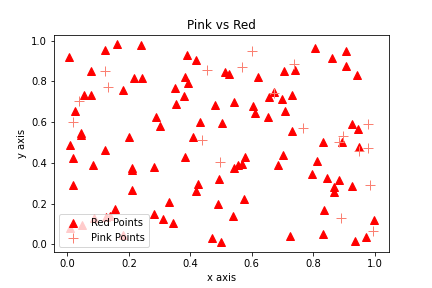 Pink vs Red
1.0
0.8
0.6
0.4
0.2
0.0
y axis
Red Points
Pink Points
0.0 0.2 0.4 0.6 0.8 1.0
x axis